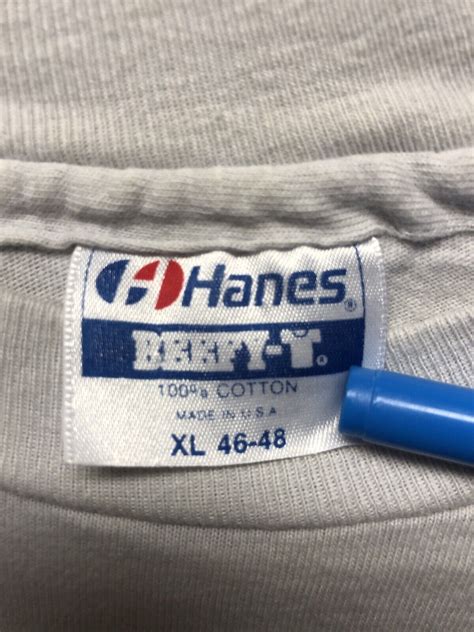 Hanes®
BEEFY-T®
100% COTTON
MADE IN U.S.A
XL 46-48